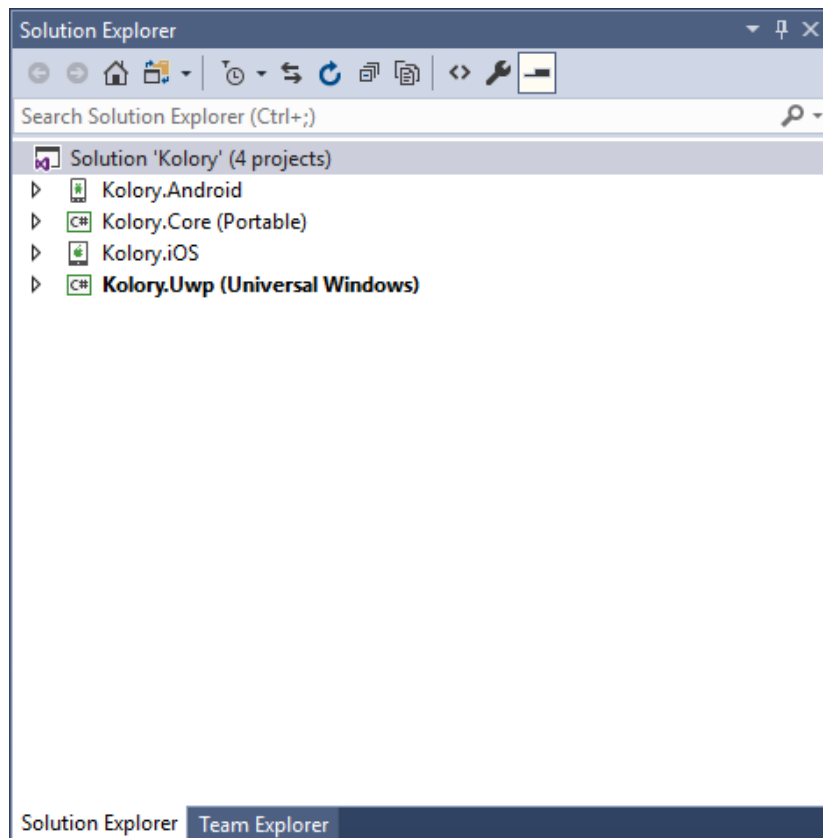 Solution Explorer
Search Solution Explorer (Ctrl+;)
Solution 'Kolory' (4 projects)
Kolory.Android
C# Kolory.Core (Portable)
Kolory.iOS
C# Kolory.Uwp (Universal Windows)
Solution Explorer Team Explorer